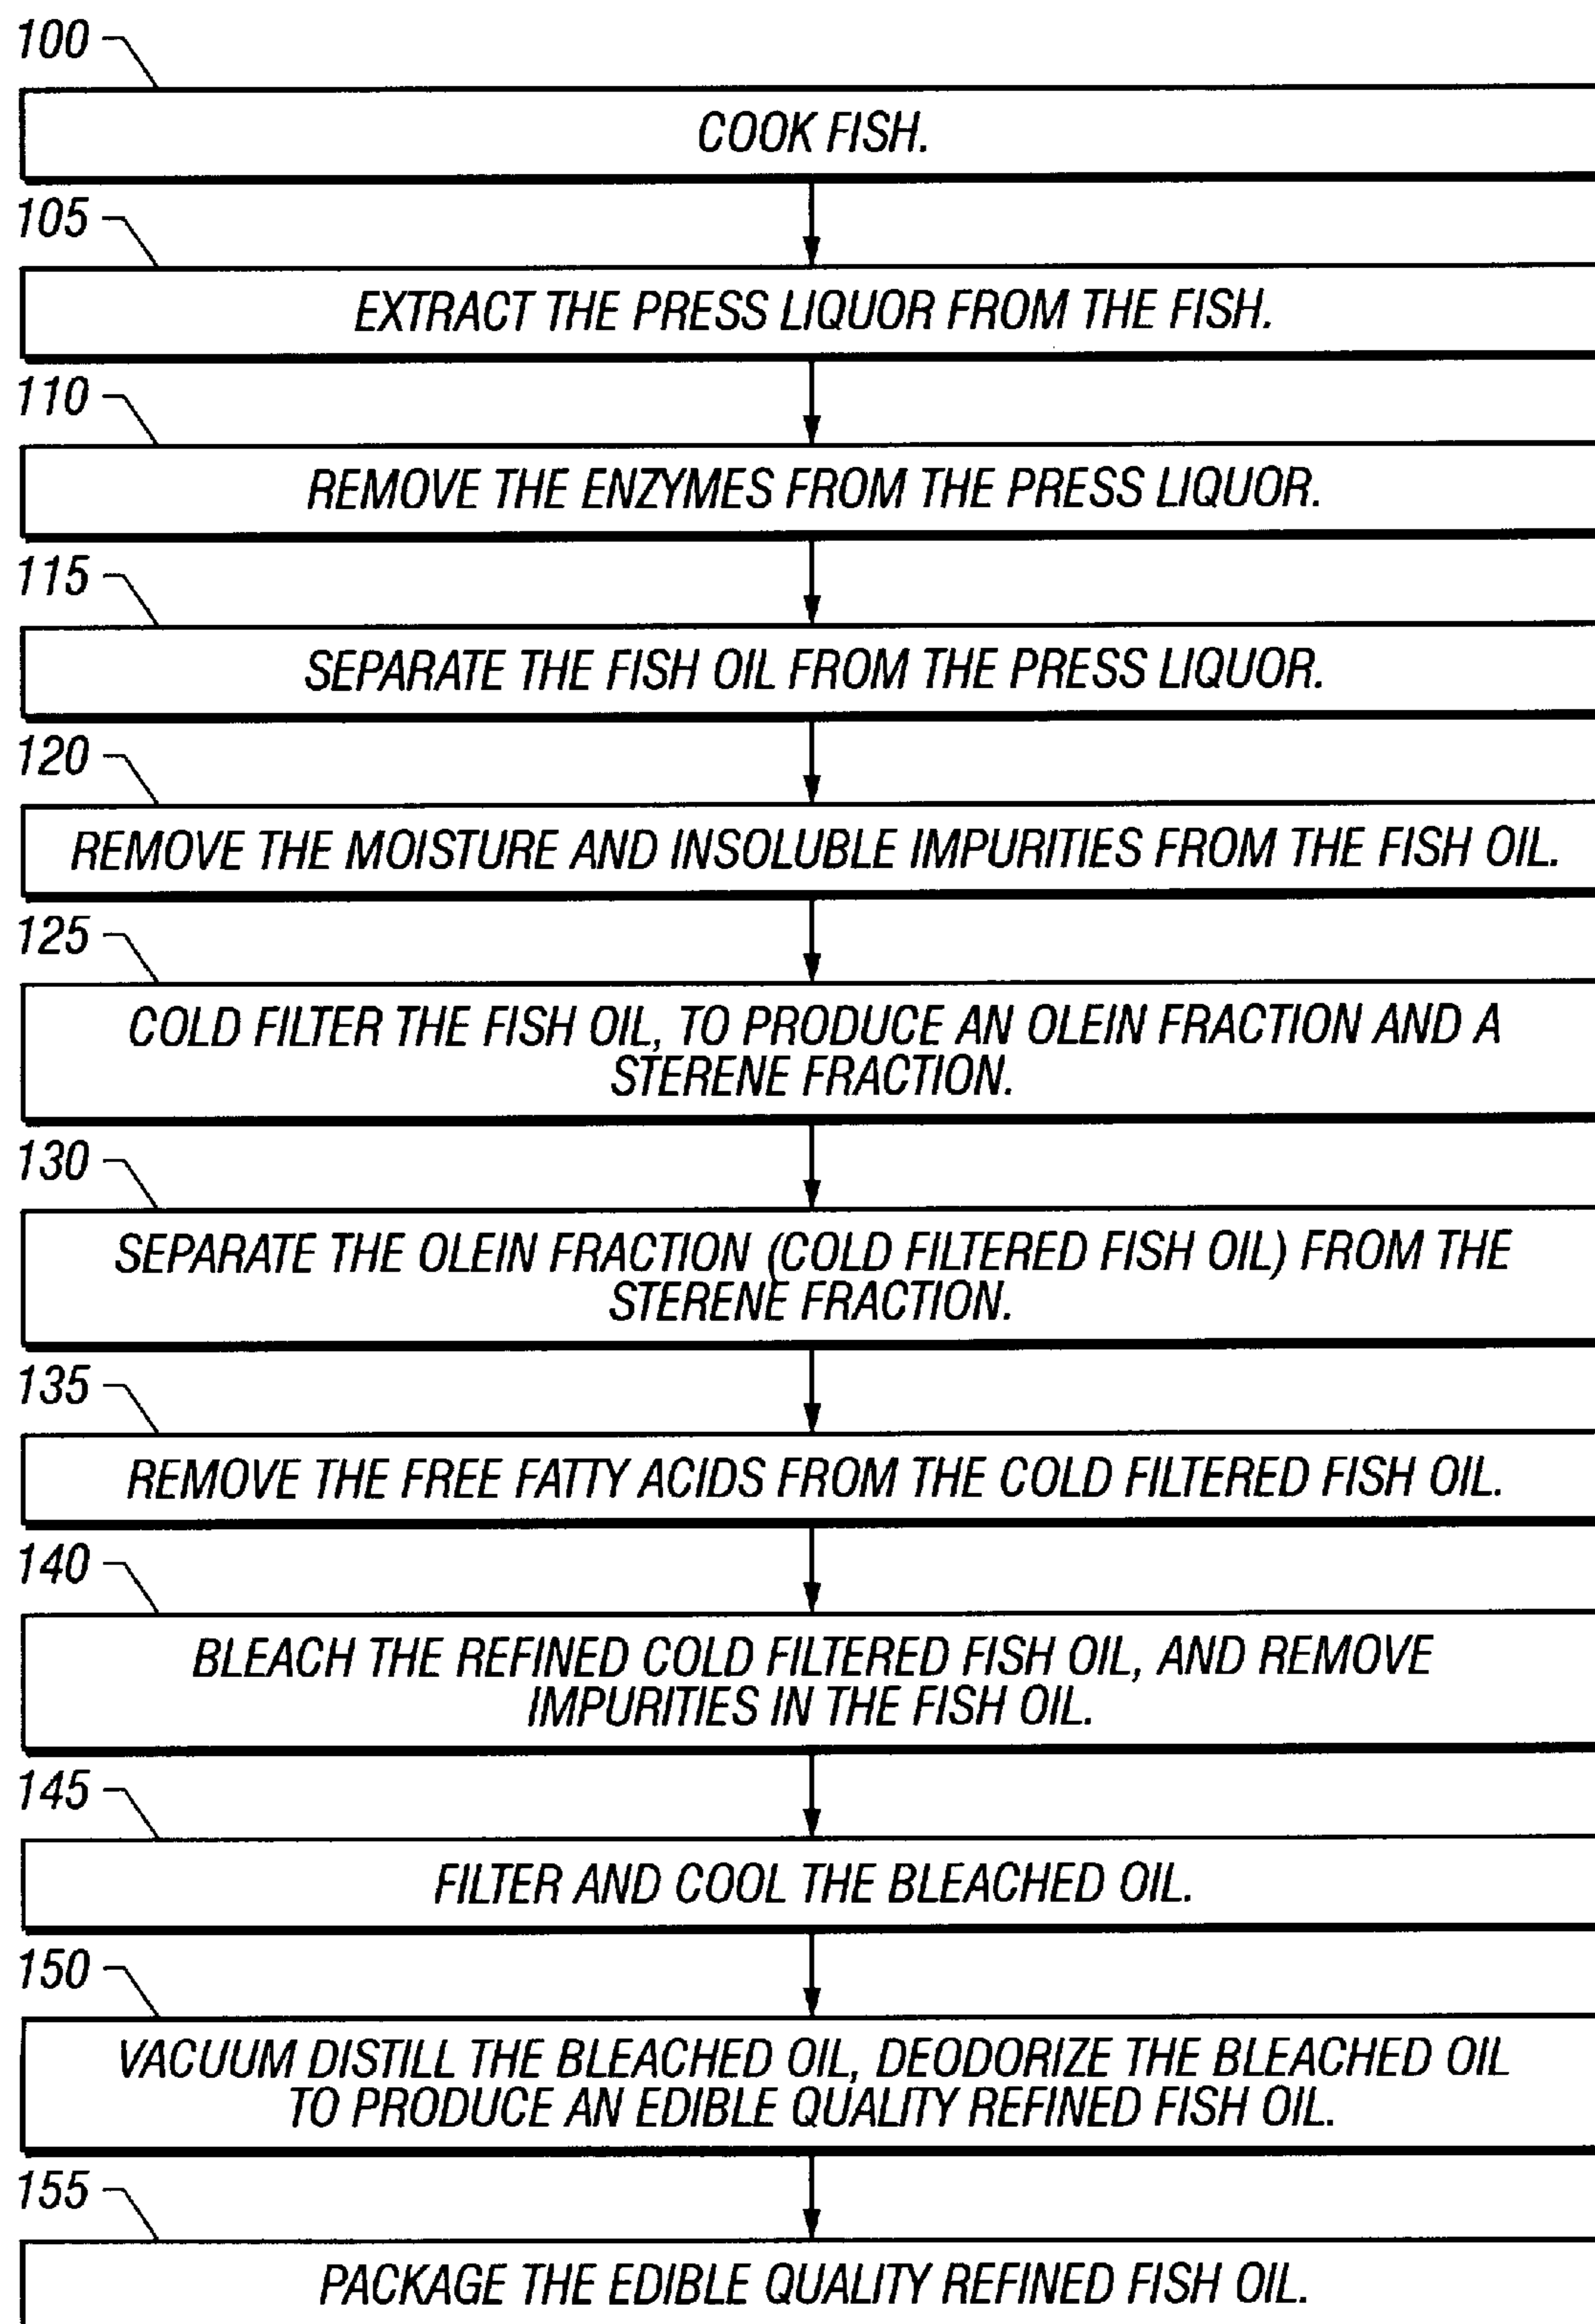 100
COOK FISH.
105
EXTRACT THE PRESS LIQUOR FROM THE FISH.
110
REMOVE THE ENZYMES FROM THE PRESS LIQUOR.
115
SEPARATE THE FISH OIL FROM THE PRESS LIQUOR.
120
REMOVE THE MOISTURE AND INSOLUBLE IMPURITIES FROM THE FISH OIL.
125
COLD FILTER THE FISH OIL, TO PRODUCE AN OLEIN FRACTION AND A
STERENE FRACTION.
130
SEPARATE THE OLEIN FRACTION (COLD FILTERED FISH OIL) FROM THE
STERENE FRACTION.
135
REMOVE THE FREE FATTY ACIDS FROM THE COLD FILTERED FISH OIL.
140
BLEACH THE REFINED COLD FILTERED FISH OIL, AND REMOVE
IMPURITIES IN THE FISH OIL.
145
FILTER AND COOL THE BLEACHED OIL.
150
VACUUM DISTILL THE BLEACHED OIL, DEODORIZE THE BLEACHED OIL
TO PRODUCE AN EDIBLE QUALITY REFINED FISH OIL.
155
PACKAGE THE EDIBLE QUALITY REFINED FISH OIL.